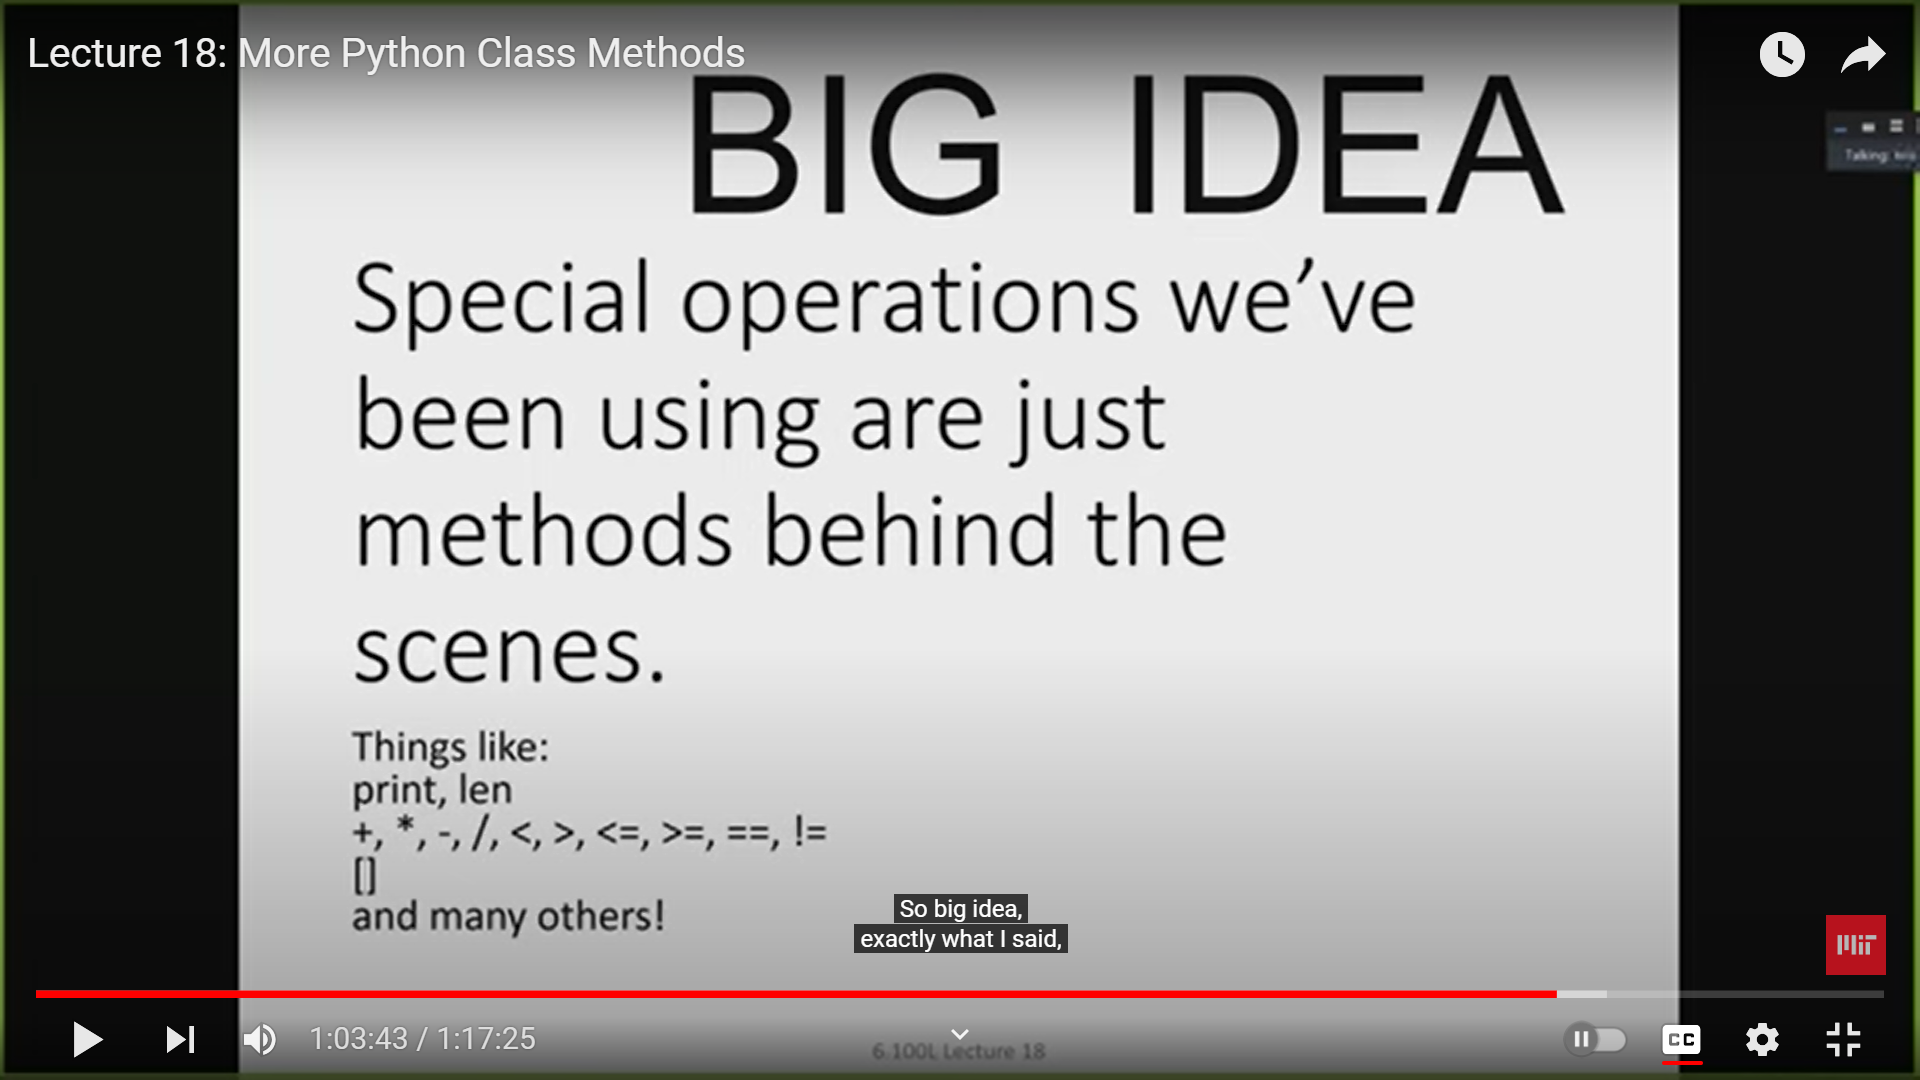 Lecture 18: More Python Class Methods
BIG IDEA
Talking:
Special operations we've
been using are just
methods behind the
scenes.
Things like:
print, len
+, *, -, /, <, >, <=, >=, ==, !=
[]
and many others!
So big idea,
exactly what I said,
MIT
1:03:43 / 1:17:25
CC
6.100L Lecture 18